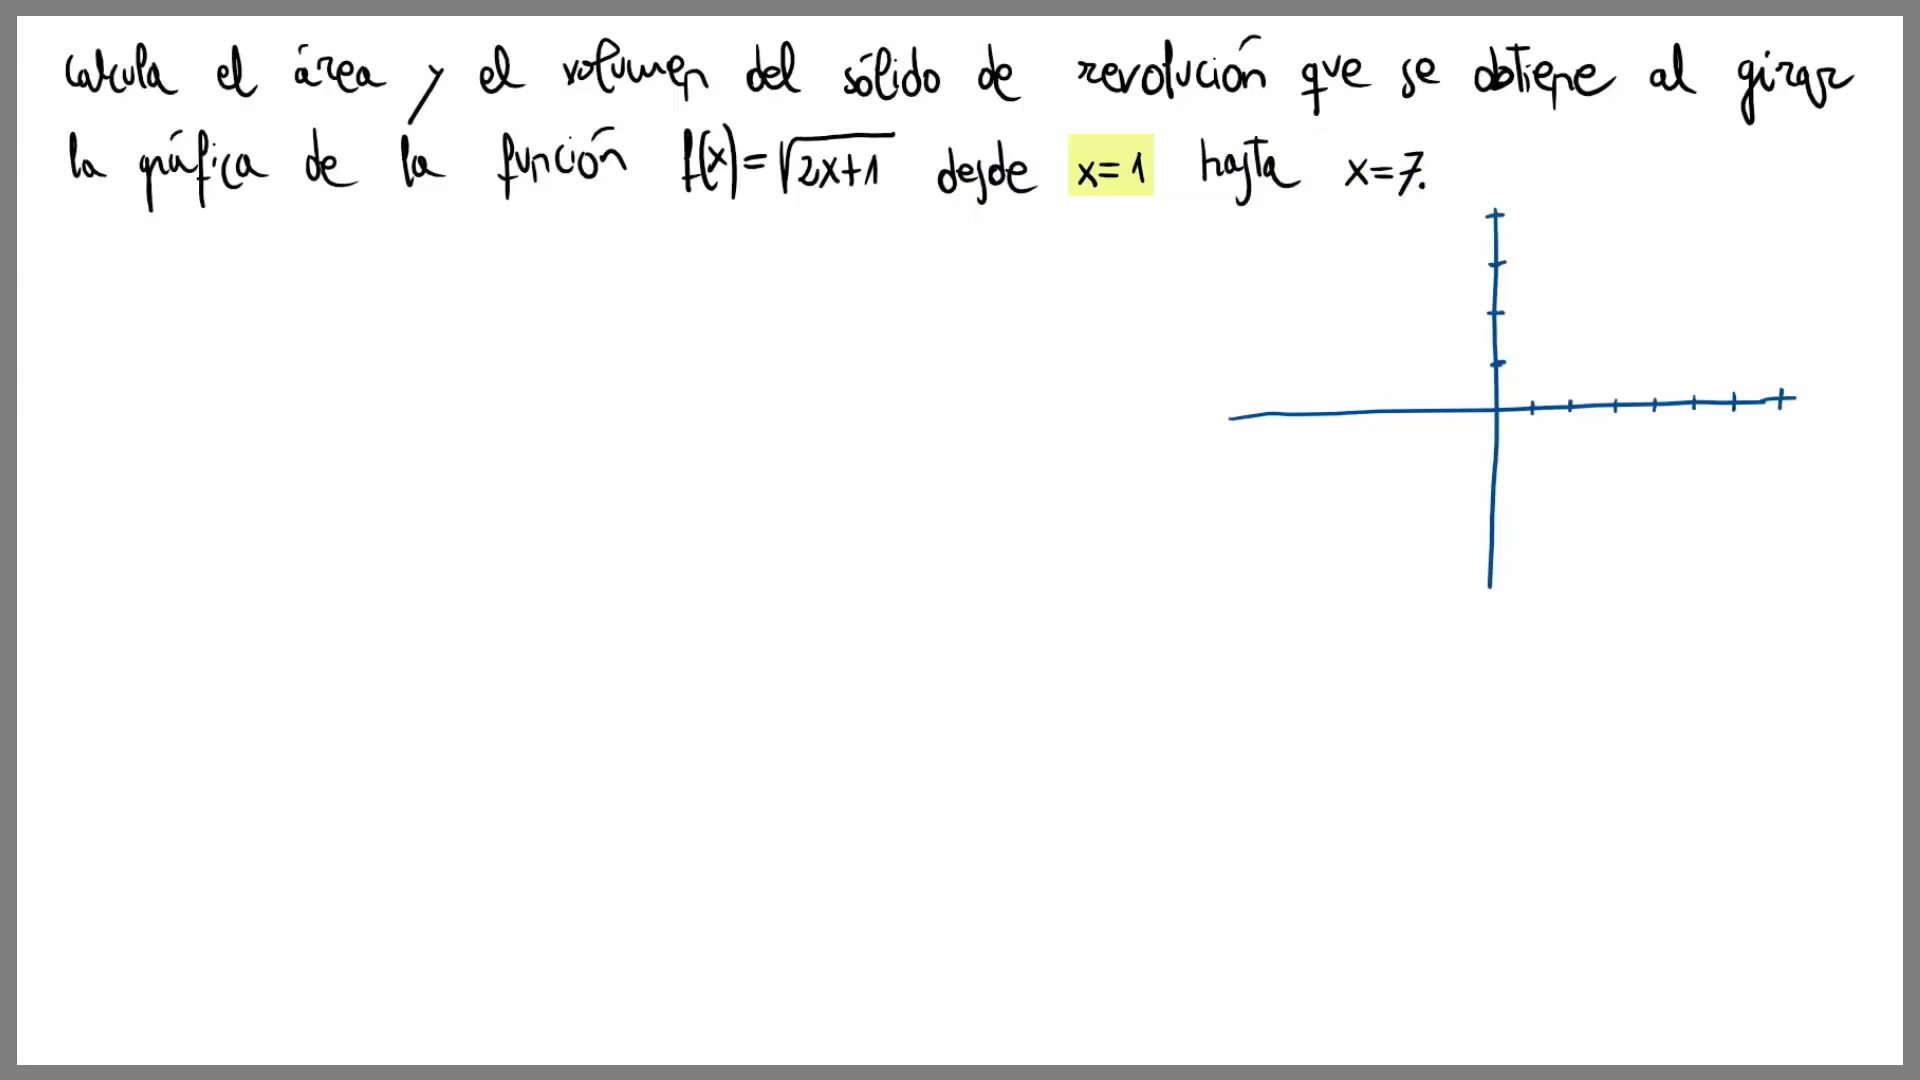 Calcula el área y el volumen del sólido de revolución que se obtiene al girar
la gráfica de la función f(x)=√2x+1 desde x=1 hasta x=7.